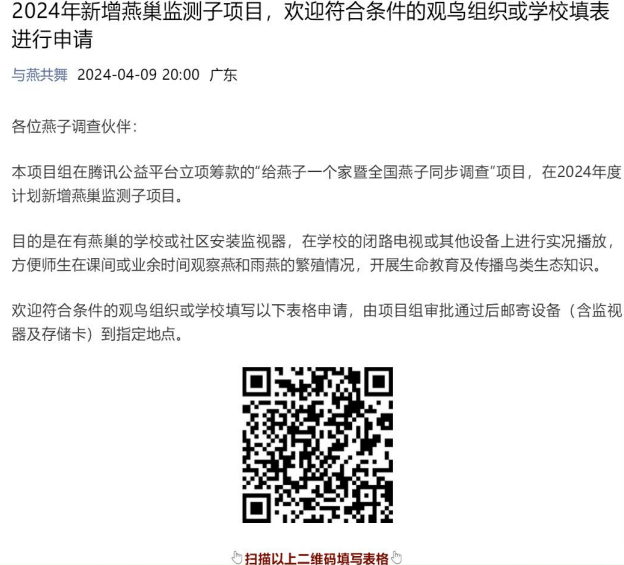 2024年新增燕巢监测子项目，欢迎符合条件的观鸟组织或学校填表
进行申请
与燕共舞 2024-04-09 20:00 广东
各位燕子调查伙伴：
本项目组在腾讯公益平台立项筹款的“给燕子一个家暨全国燕子同步调查”项目，在2024年度
计划新增燕巢监测子项目。
目的是在有燕巢的学校或社区安装监视器，在学校的闭路电视或其他设备上进行实况播放，
方便师生在课间或业余时间观察燕和雨燕的繁殖情况，开展生命教育及传播鸟类生态知识。
欢迎符合条件的观鸟组织或学校填写以下表格申请，由项目组审批通过后邮寄设备（含监视
器及存储卡）到指定地点。
👆扫描以上二维码填写表格👆